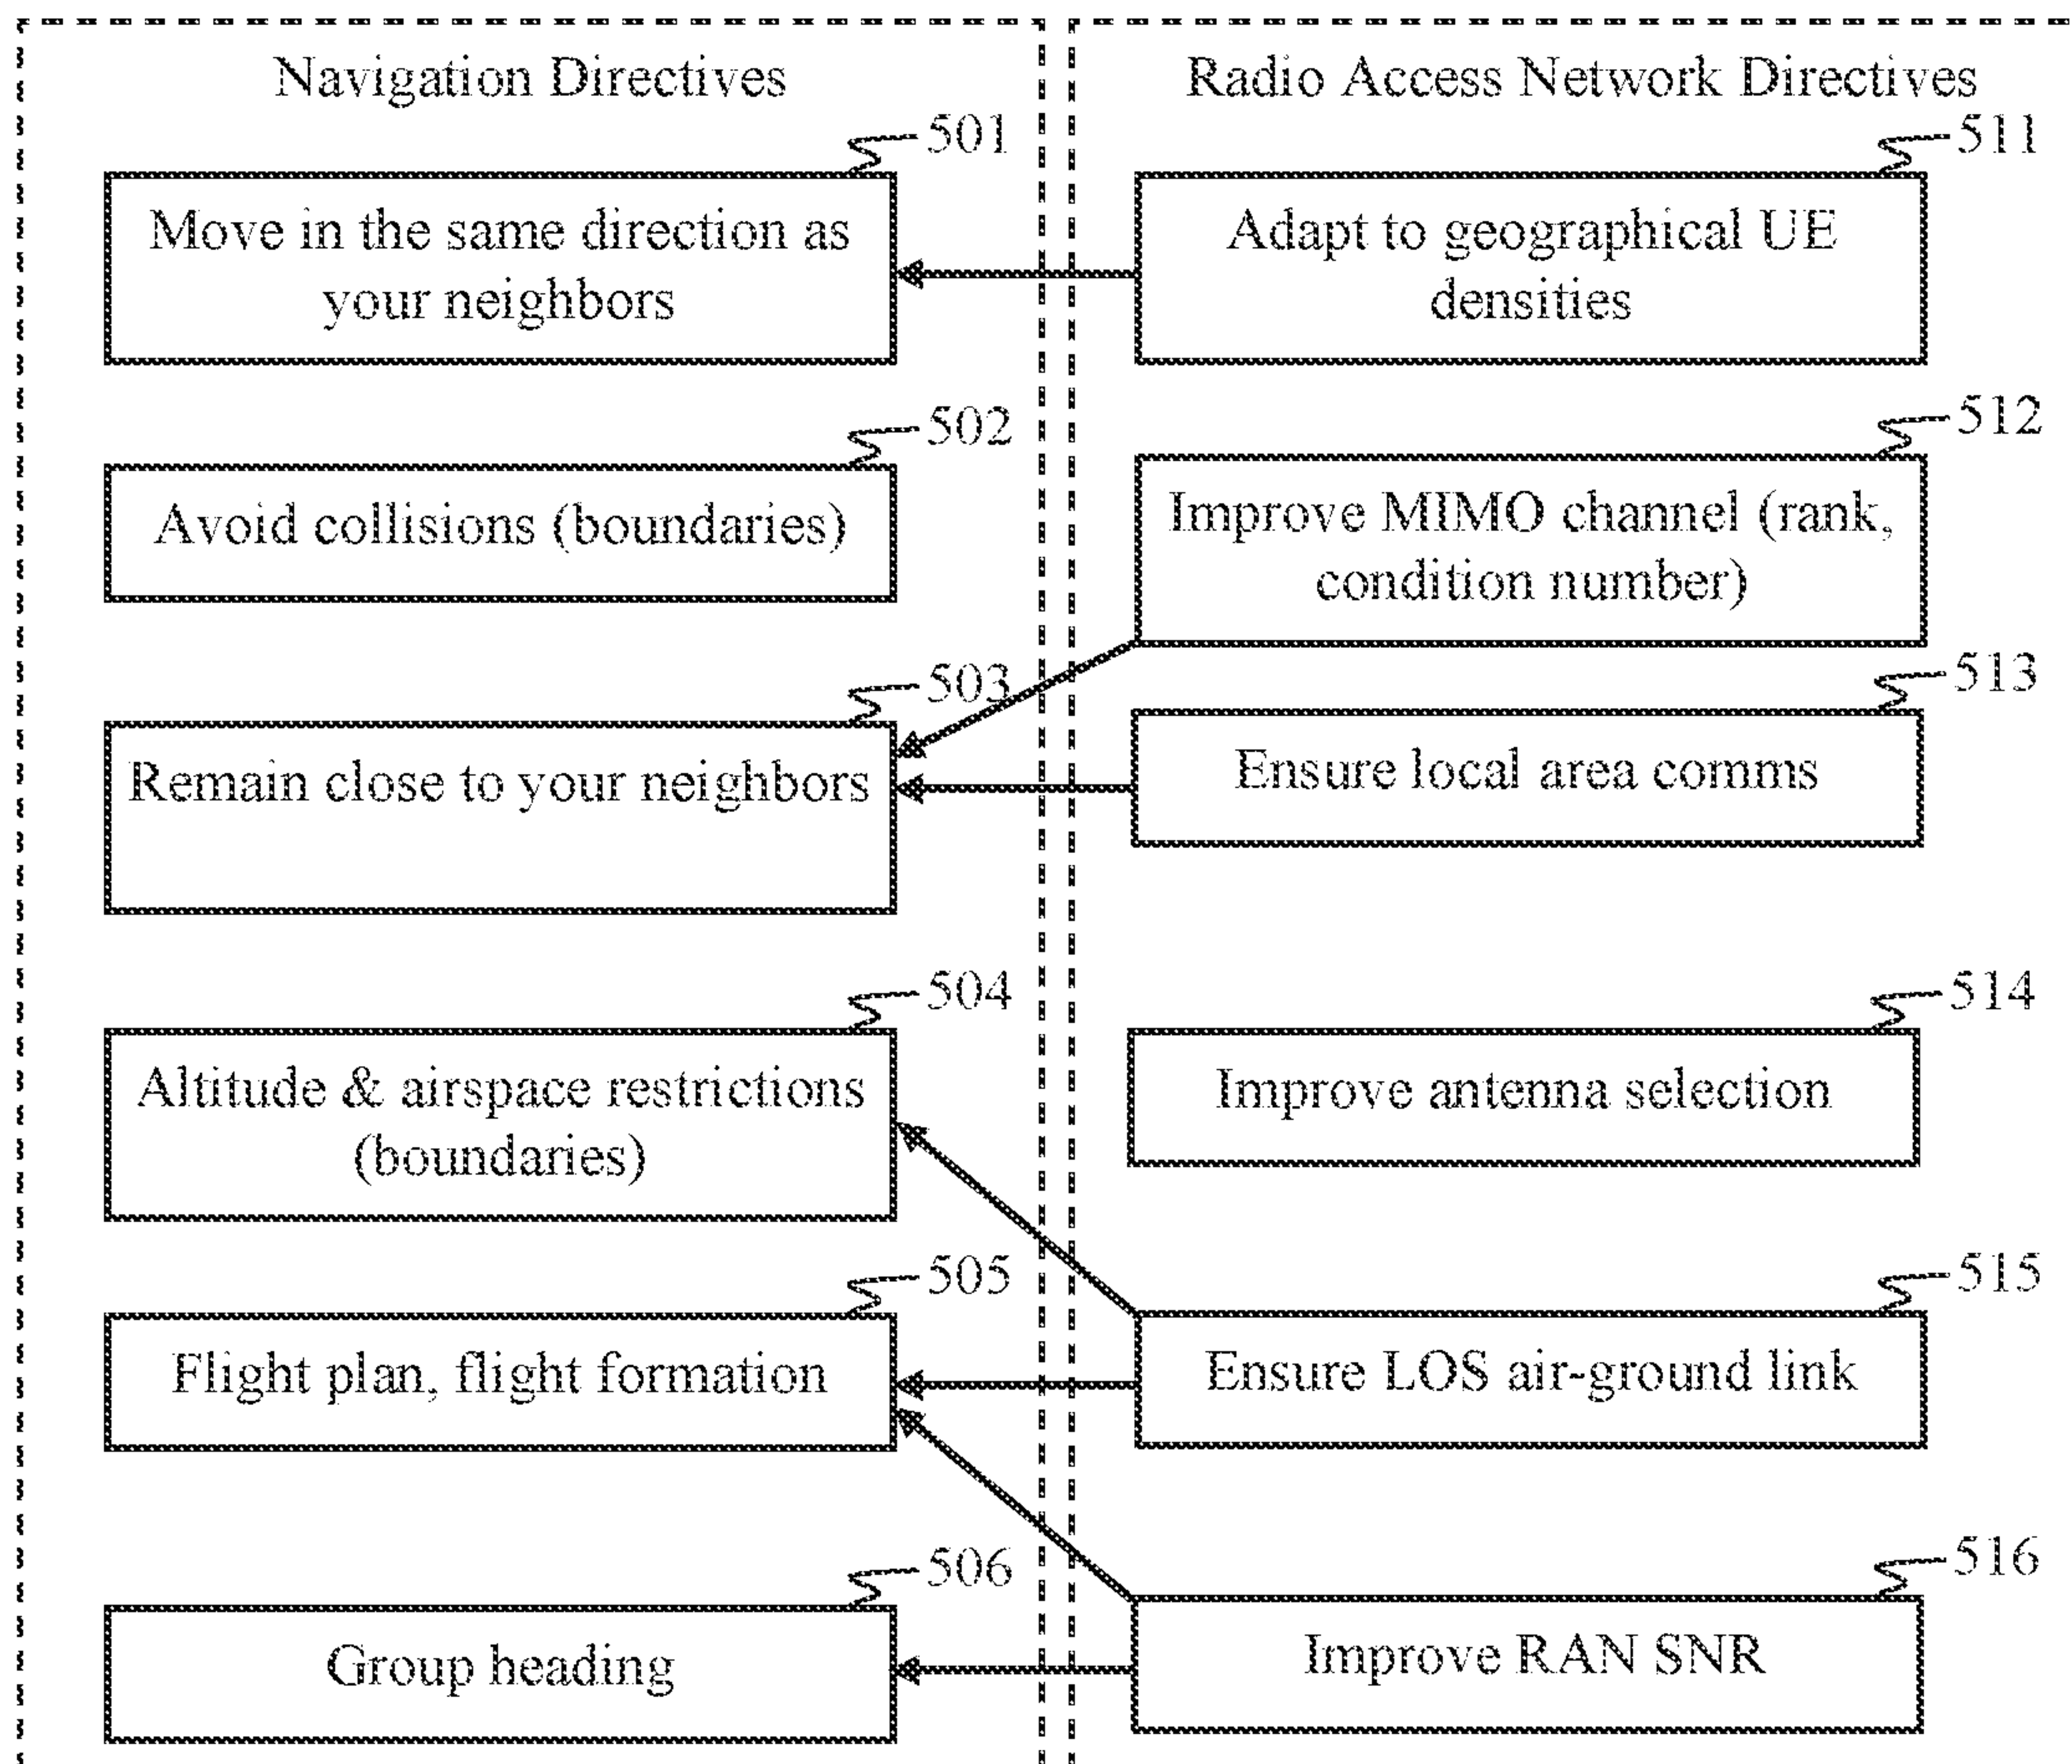 Navigation Directives
501
Move in the same direction as
your neighbors
502
Avoid collisions (boundaries)
503
Remain close to your neighbors
504
Altitude & airspace restrictions
(boundaries)
505
Flight plan, flight formation
506
Group heading
Radio Access Network Directives
511
Adapt to geographical UE
densities
512
Improve MIMO channel (rank,
condition number)
513
Ensure local area comms
514
Improve antenna selection
515
Ensure LOS air-ground link
516
Improve RAN SNR